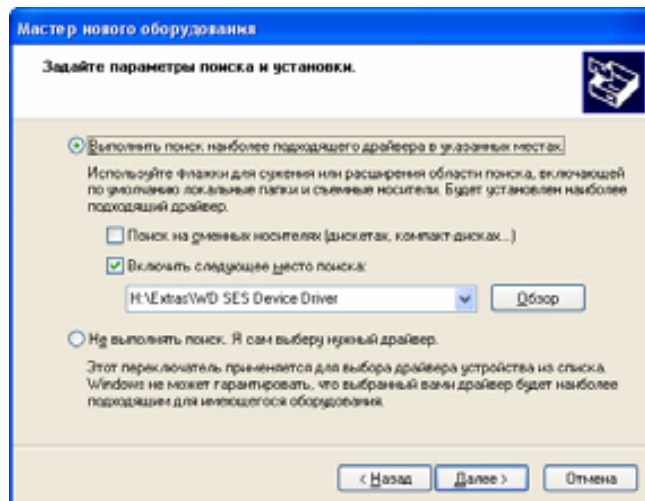 Мастер нового оборудования
Задайте параметры поиска и установки.
Выполнить поиск наиболее подходящего драйвера в указанных местах.
Используйте флажки для сужения или расширения области поиска, включающей
по умолчанию локальные папки и съемные носители. Будет установлен наиболее
подходящий драйвер.
Поиск на сменных носителях (дискетах, компакт-дисках...)
Включить следующее место поиска:
H:\Extras\WD SES Device Driver
Обзор
Не выполнять поиск. Я сам выберу нужный драйвер.
Этот переключатель применяется для выбора драйвера устройства из списка.
Windows не может гарантировать, что выбранный вами драйвер будет наиболее
подходящим для имеющегося оборудования.
< Назад
Далее >
Отмена